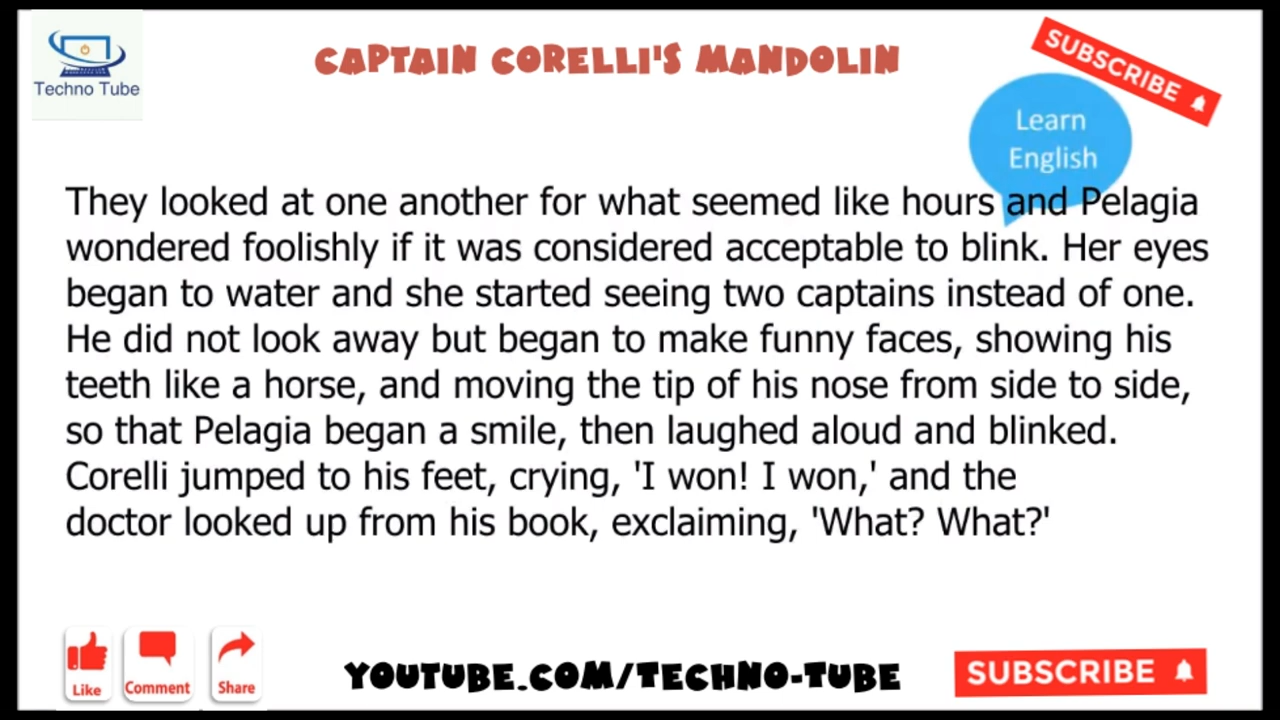 Techno Tube
CAPTAIN CORELLI'S MANDOLIN
SUBSCRIBE
Learn
English
They looked at one another for what seemed like hours and Pelagia
wondered foolishly if it was considered acceptable to blink. Her eyes
began to water and she started seeing two captains instead of one.
He did not look away but began to make funny faces, showing his
teeth like a horse, and moving the tip of his nose from side to side,
so that Pelagia began a smile, then laughed aloud and blinked.
Corelli jumped to his feet, crying, 'I won! I won,' and the
doctor looked up from his book, exclaiming, 'What? What?'
Like
Comment
Share
YOUTUBE.COM/TECHNO-TUBE
SUBSCRIBE